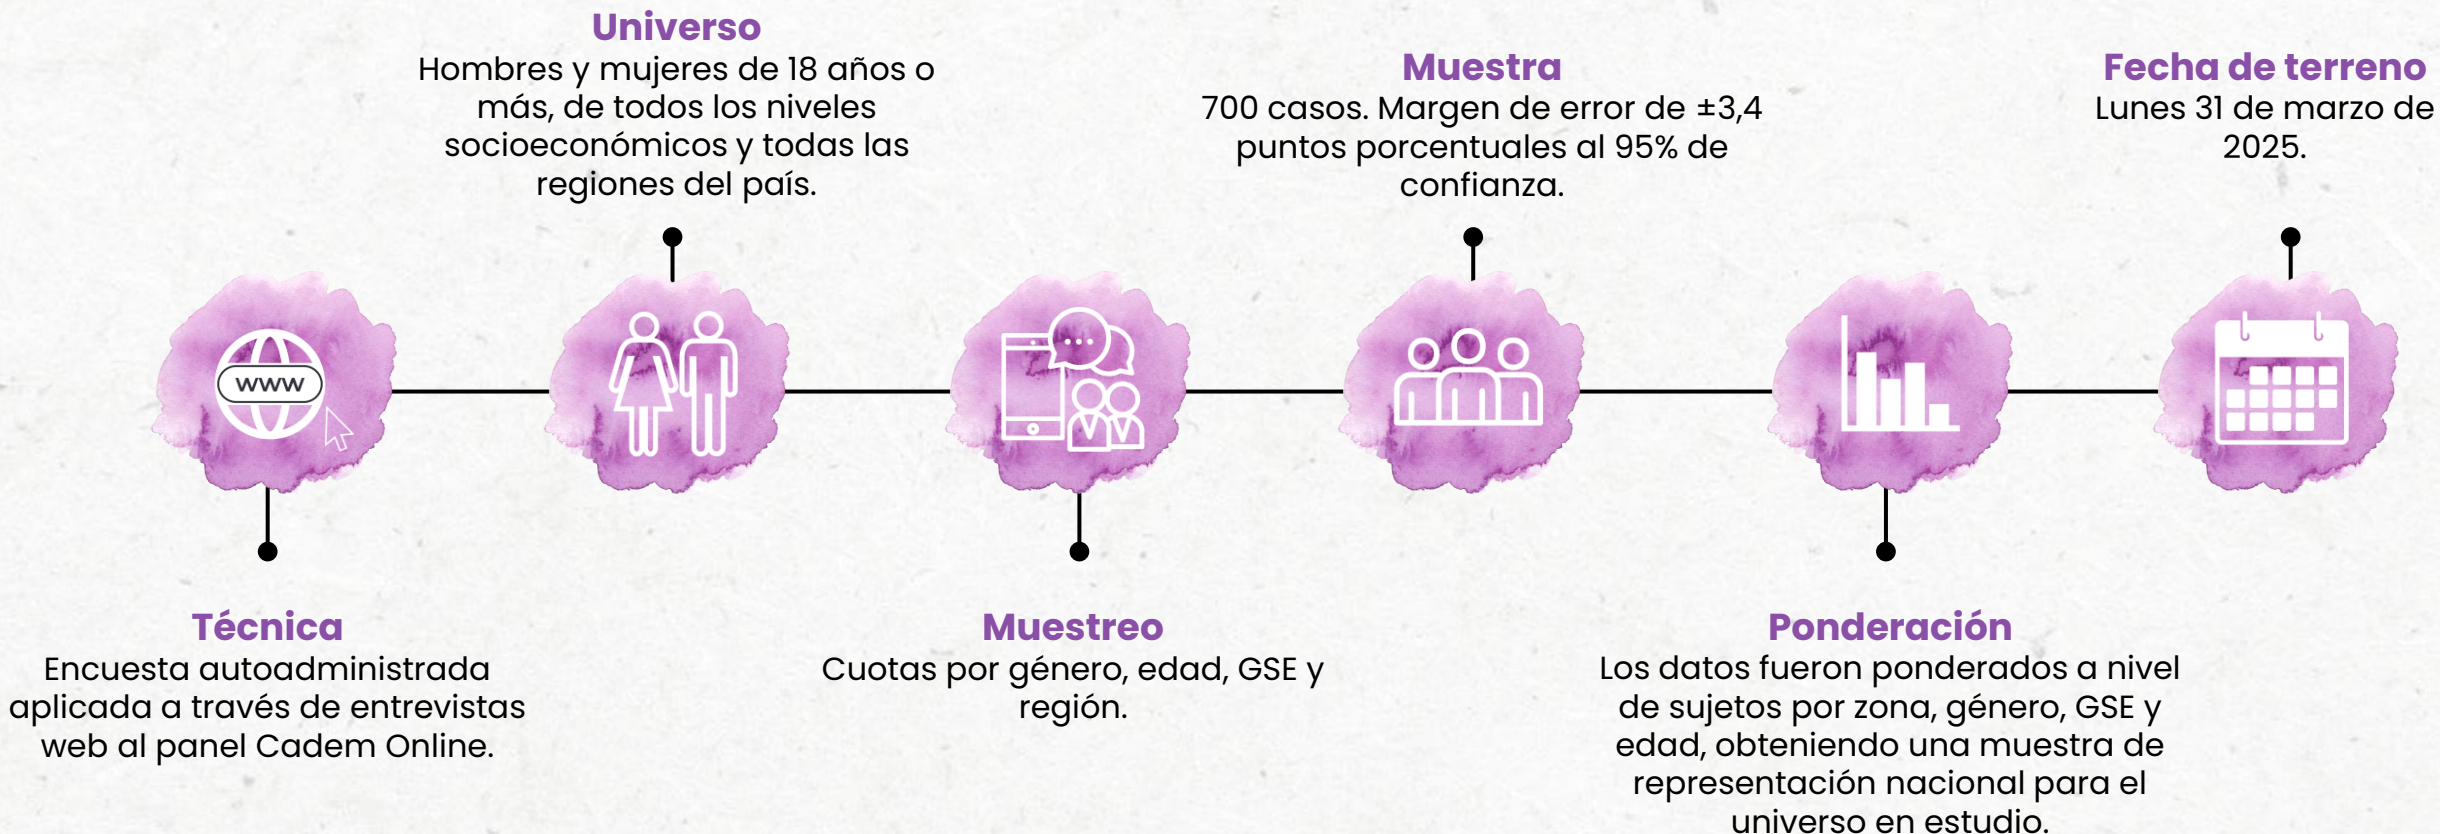 Universo
Hombres y mujeres de 18 años o
más, de todos los niveles
socioeconómicos y todas las
regiones del país.
Muestra
700 casos. Margen de error de ±3,4
puntos porcentuales al 95% de
confianza.
Fecha de terreno
Lunes 31 de marzo de
2025.
www
Técnica
Encuesta autoadministrada
aplicada a través de entrevistas
web al panel Cadem Online.
Muestreo
Cuotas por género, edad, GSE y
región.
Ponderación
Los datos fueron ponderados a nivel
de sujetos por zona, género, GSE y
edad, obteniendo una muestra de
representación nacional para el
universo en estudio.